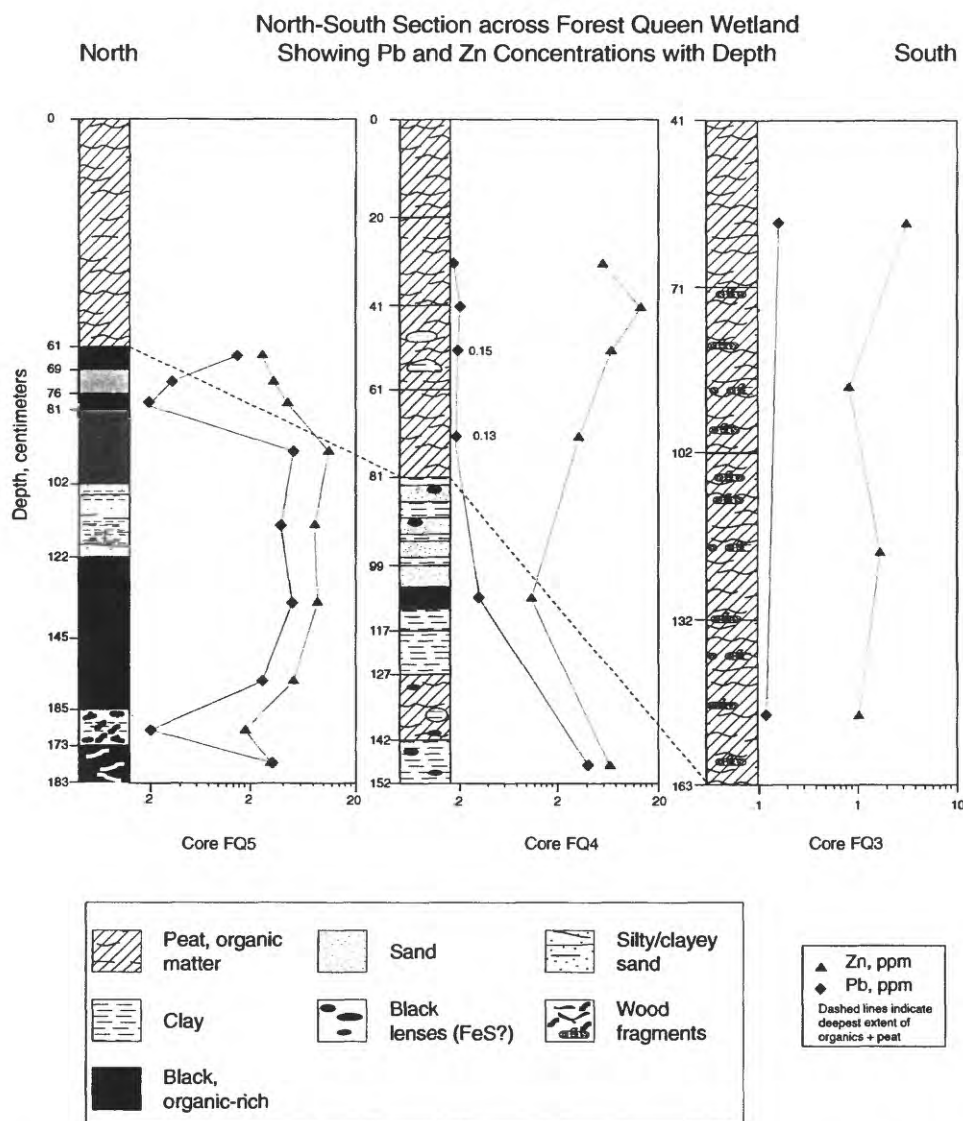 North-South Section across Forest Queen Wetland
Showing Pb and Zn Concentrations with Depth
North
South
Depth, centimeters
0
61
69
76
81
102
122
145
185
173
183
.2
2
20
Core FQ5
0
20
41
61
81
99
117
127
142
152
0.15
0.13
.2
2
20
Core FQ4
41
71
102
132
163
.1
1
10
Core FQ3
Peat, organic
matter
Sand
Silty/clayey
sand
Clay
Black
lenses (FeS?)
Wood
fragments
Black,
organic-rich
Zn, ppm
Pb, ppm
Dashed lines indicate
deepest extent of
organics + peat